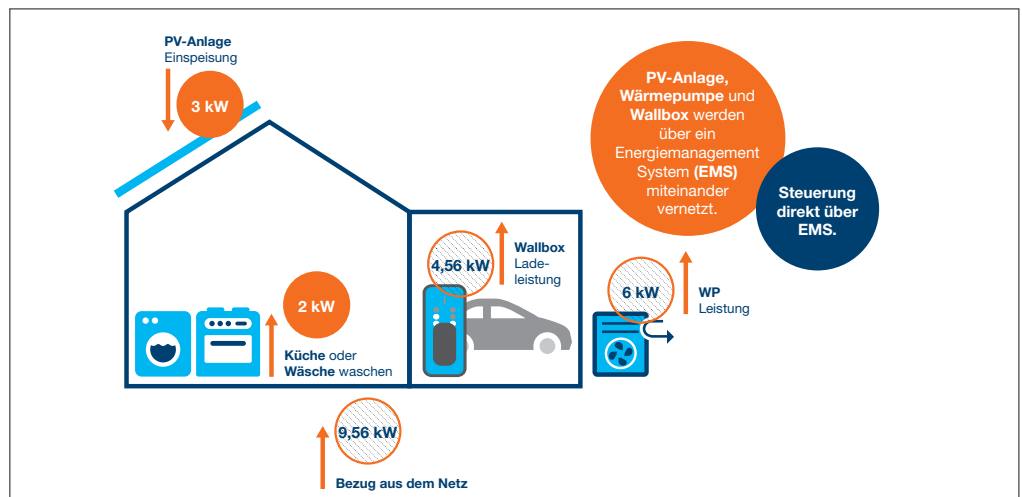 PV-Anlage
Einspeisung
3 kW
PV-Anlage,
Wärmepumpe und
Wallbox werden
über ein
Energiemanagement
System (EMS)
miteinander
vernetzt.
Steuerung
direkt über
EMS.
4,56 kW
Wallbox
Lade-
leistung
6 kW
WP
Leistung
2 kW
Küche oder
Wäsche waschen
9,56 kW
Bezug aus dem Netz